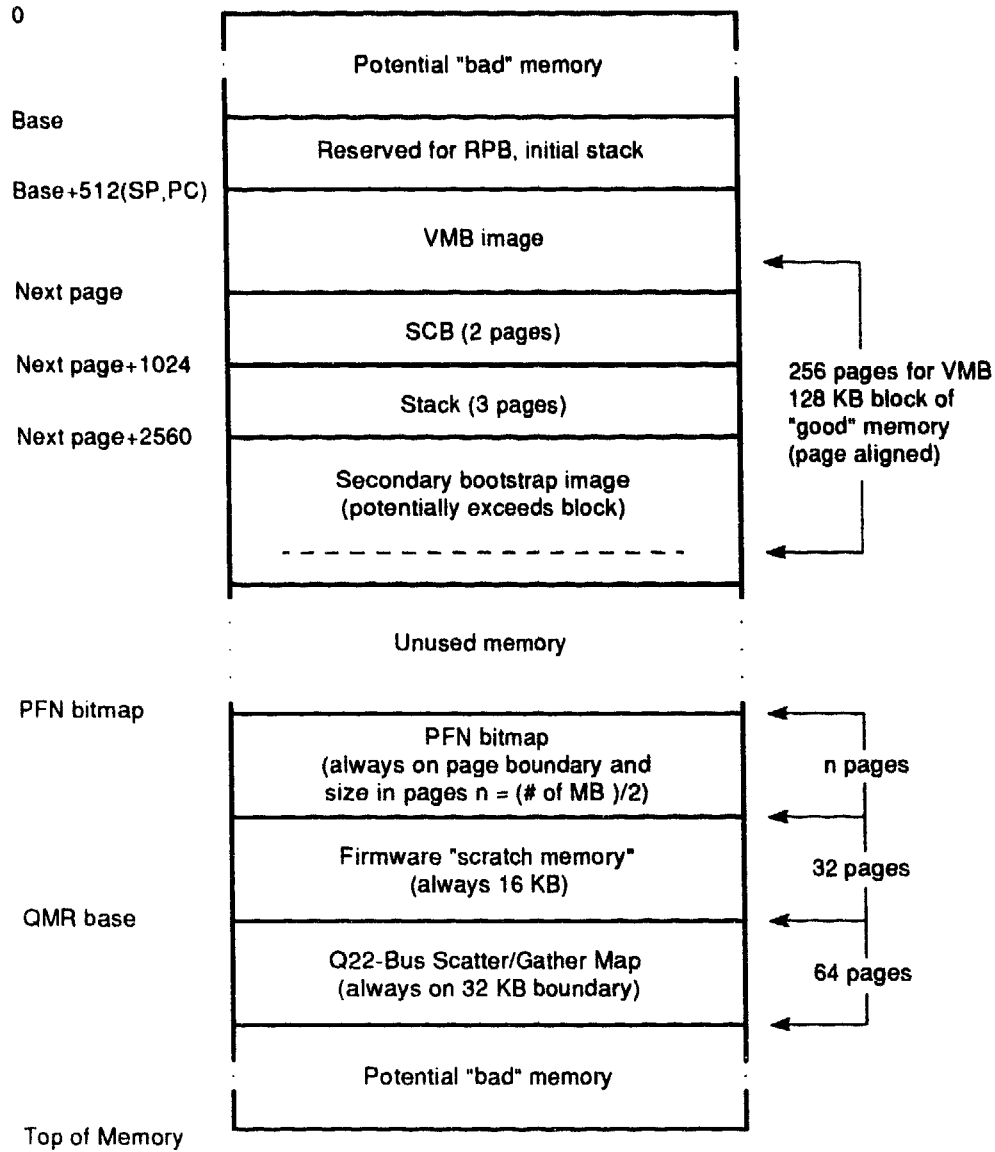 0
Potential "bad" memory
Base
Reserved for RPB, initial stack
Base+512(SP,PC)
VMB image
Next page
SCB (2 pages)
Next page+1024
Stack (3 pages)
Next page+2560
Secondary bootstrap image
(potentially exceeds block)
256 pages for VMB
128 KB block of
"good" memory
(page aligned)
Unused memory
PFN bitmap
PFN bitmap
(always on page boundary and
size in pages n = (# of MB )/2)
n pages
Firmware "scratch memory"
(always 16 KB)
32 pages
QMR base
Q22-Bus Scatter/Gather Map
(always on 32 KB boundary)
64 pages
Potential "bad" memory
Top of Memory